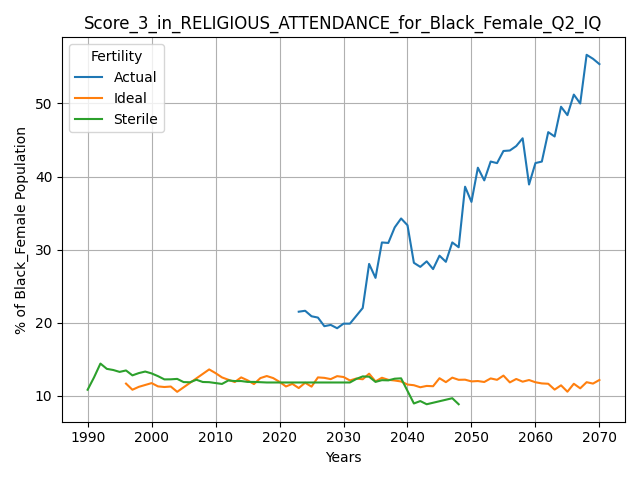 Score_3_in_RELIGIOUS_ATTENDANCE_for_Black_Female_Q2_IQ
Fertility
Actual
Ideal
Sterile
% of Black_Female Population
50
40
30
20
10
1990 2000 2010 2020 2030 2040 2050 2060 2070
Years